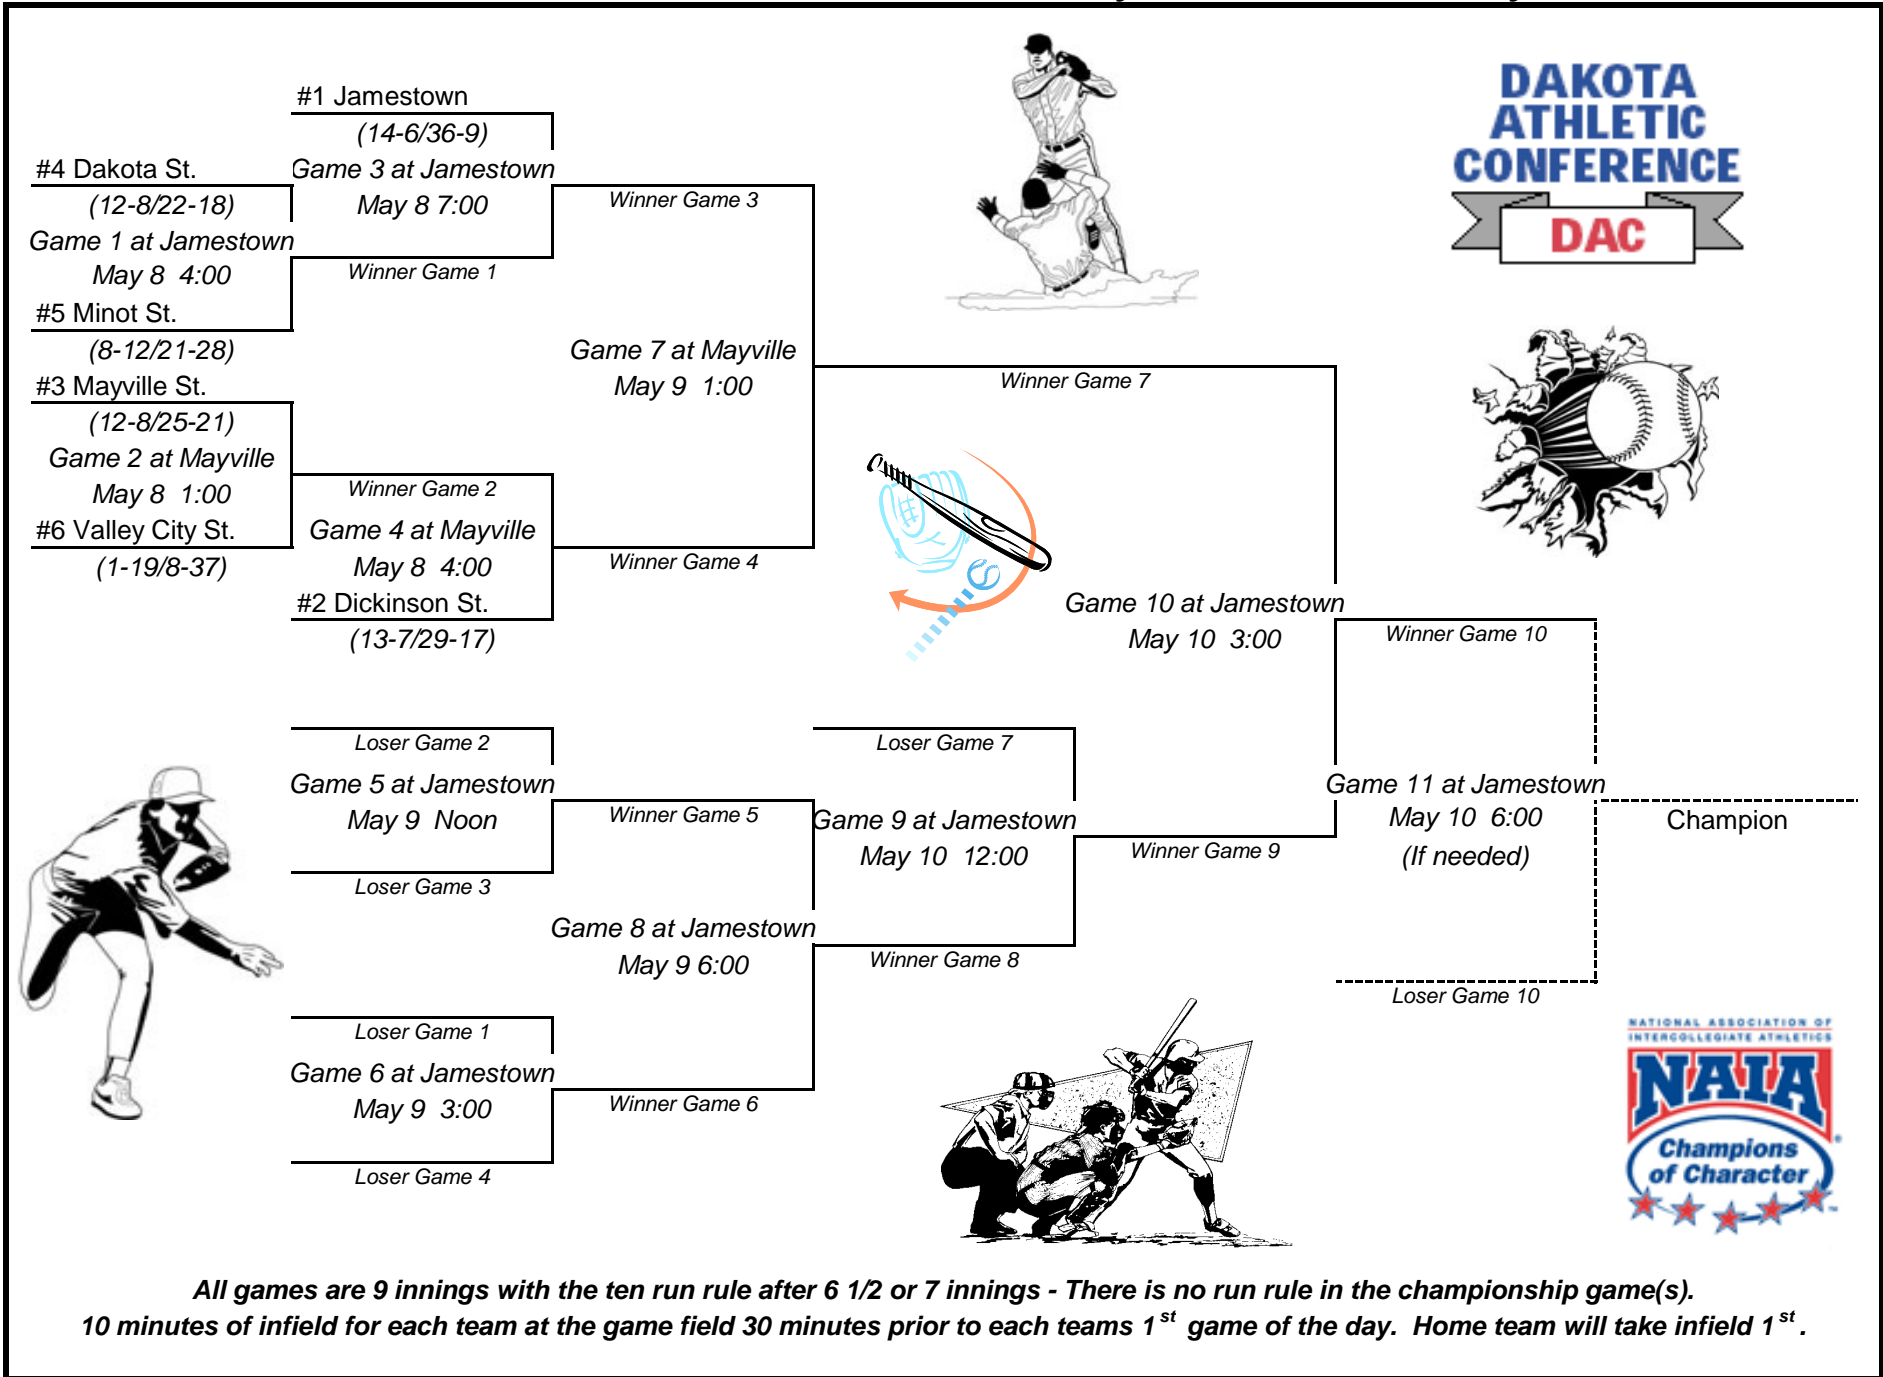 #1 Jamestown
(14-6/36-9)
#4 Dakota St.
Game 3 at Jamestown
(12-8/22-18)
May 8 7:00
Winner Game 3
Game 1 at Jamestown
May 8 4:00
Winner Game 1
#5 Minot St.
(8-12/21-28)
Game 7 at Mayville
May 9 1:00
Winner Game 7
#3 Mayville St.
(12-8/25-21)
Game 2 at Mayville
May 8 1:00
Winner Game 2
#6 Valley City St.
(1-19/8-37)
Game 4 at Mayville
May 8 4:00
Winner Game 4
#2 Dickinson St.
(13-7/29-17)
Game 10 at Jamestown
May 10 3:00
Winner Game 10
Loser Game 2
Game 5 at Jamestown
May 9 Noon
Winner Game 5
Loser Game 3
Loser Game 7
Game 9 at Jamestown
May 10 12:00
Winner Game 9
Game 11 at Jamestown
May 10 6:00
(If needed)
Champion
Game 8 at Jamestown
May 9 6:00
Winner Game 8
Loser Game 10
Loser Game 1
Game 6 at Jamestown
May 9 3:00
Winner Game 6
Loser Game 4
DAKOTA
ATHLETIC
CONFERENCE
DAC
NATIONAL ASSOCIATION OF
INTERCOLLEGIATE ATHLETICS
NAIA
Champions
of Character
All games are 9 innings with the ten run rule after 6 1/2 or 7 innings - There is no run rule in the championship game(s).
10 minutes of infield for each team at the game field 30 minutes prior to each teams 1st game of the day. Home team will take infield 1st.